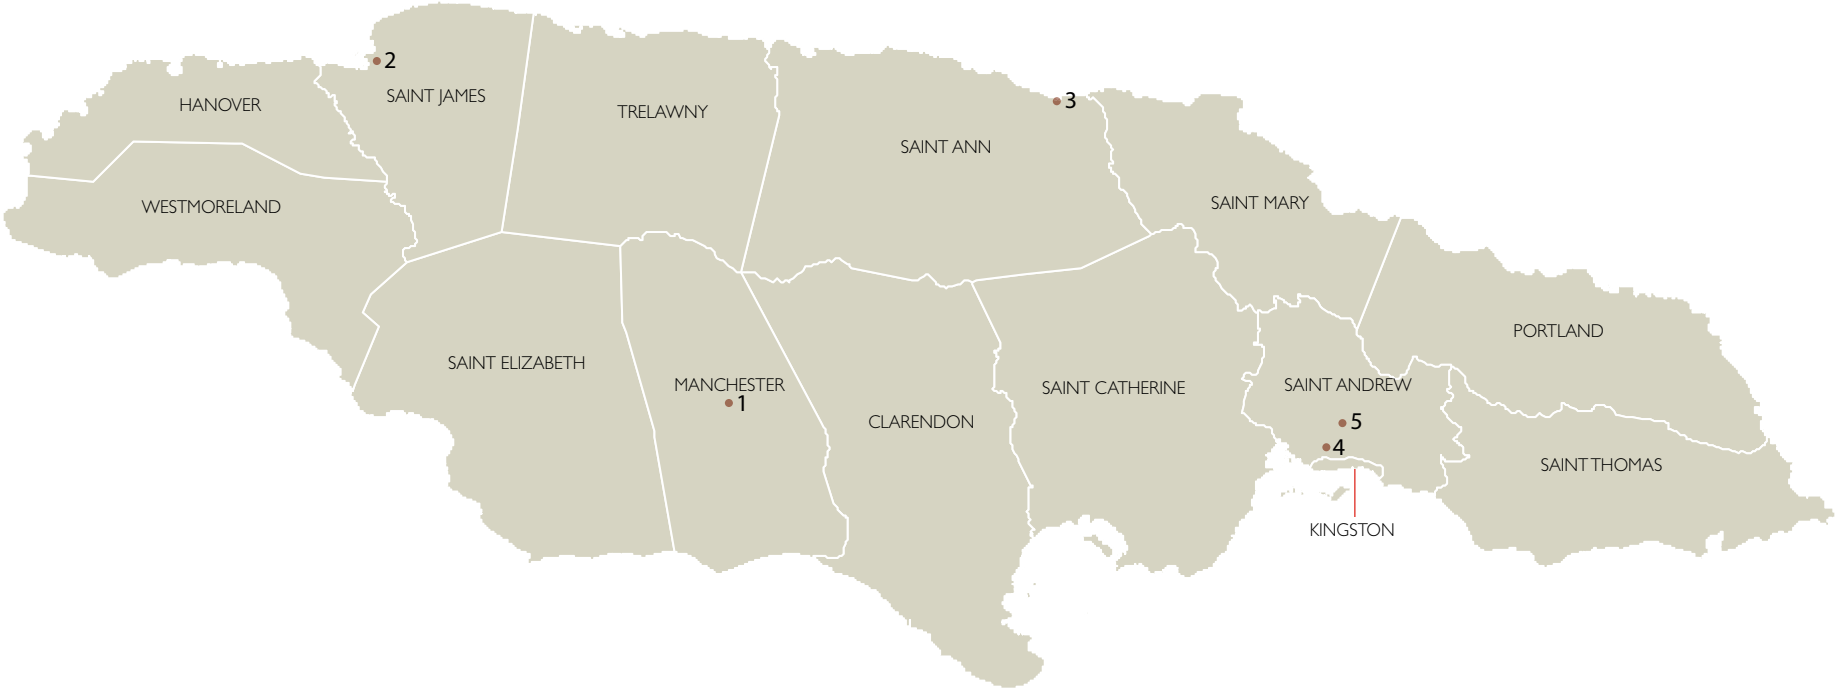 2
SAINT JAMES
HANOVER
TRELAWNY
3
SAINT ANN
WESTMORELAND
SAINT MARY
PORTLAND
SAINT ELIZABETH
MANCHESTER
1
SAINT CATHERINE
SAINT ANDREW
CLARENDON
5
4
SAINT THOMAS
KINGSTON